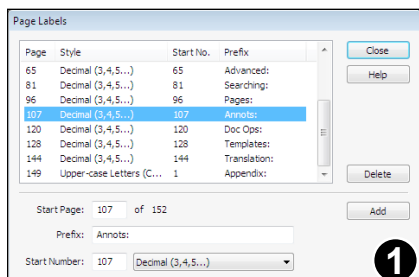 Page Labels
Page Style Start No. Prefix
65 Decimal (3,4,5...) 65 Advanced:
81 Decimal (3,4,5...) 81 Searching:
96 Decimal (3,4,5...) 96 Pages:
107 Decimal (3,4,5...) 107 Annots:
120 Decimal (3,4,5...) 120 Doc Ops:
128 Decimal (3,4,5...) 128 Templates:
144 Decimal (3,4,5...) 144 Translation:
149 Upper-case Letters (C... 1 Appendix:
Close
Help
Delete
Start Page: 107 of 152
Add
Prefix: Annots:
Start Number: 107 Decimal (3,4,5...)
1